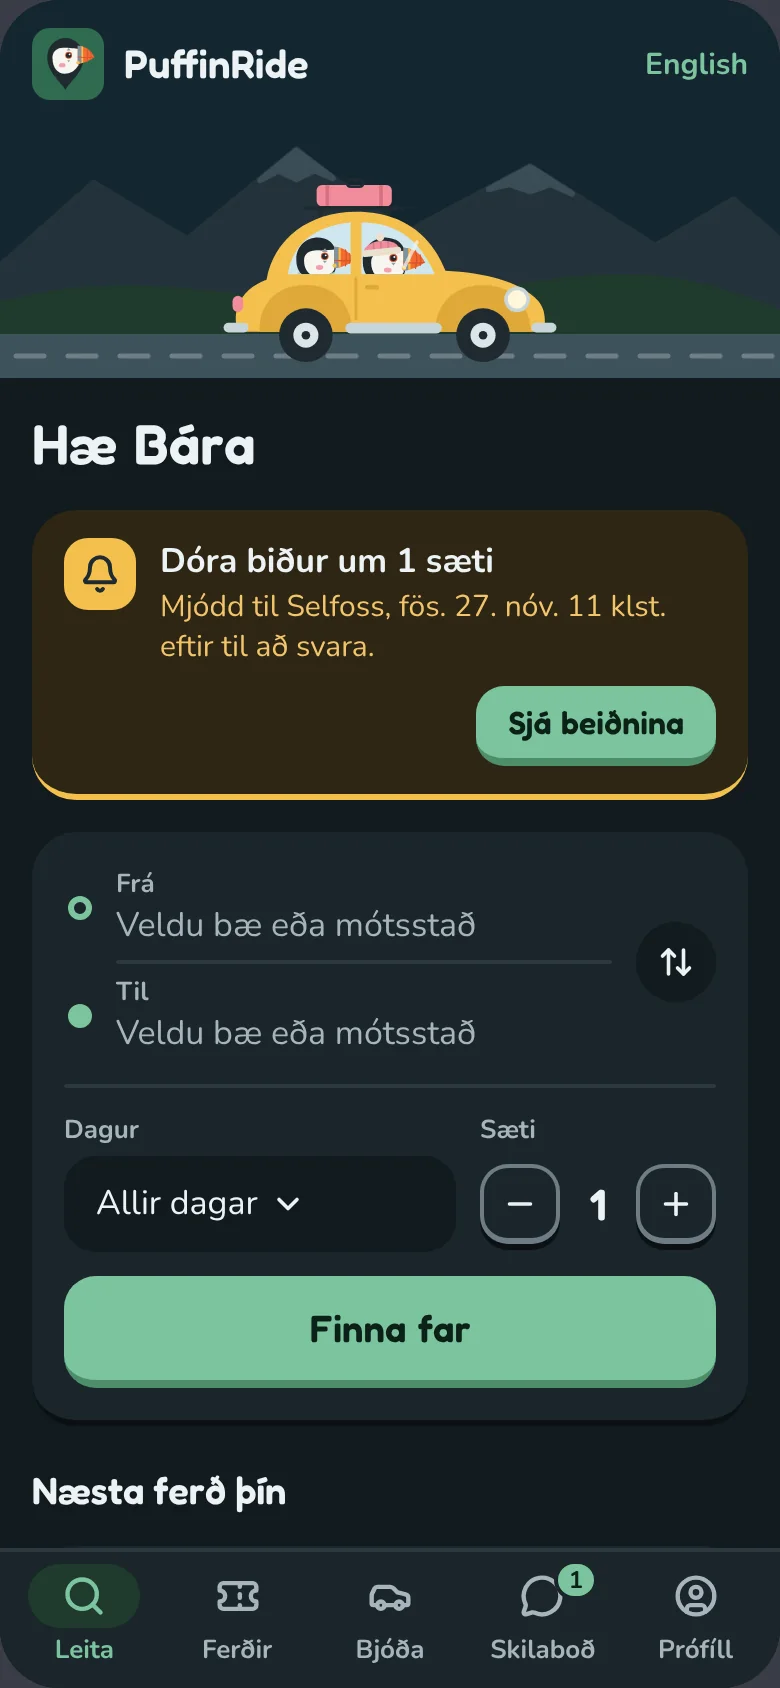 PuffinRide
English
Hæ Bára
Dóra biður um 1 sæti
Mjódd til Selfoss, fös. 27. nóv. 11 klst.
eftir til að svara.
Sjá beiðnina
Frá
Veldu bæ eða mótsstað
Til
Veldu bæ eða mótsstað
Dagur
Sæti
Allir dagar
1
Finna far
Næsta ferð þín
1
Leita
Ferðir
Bjóða
Skilaboð
Prófíll